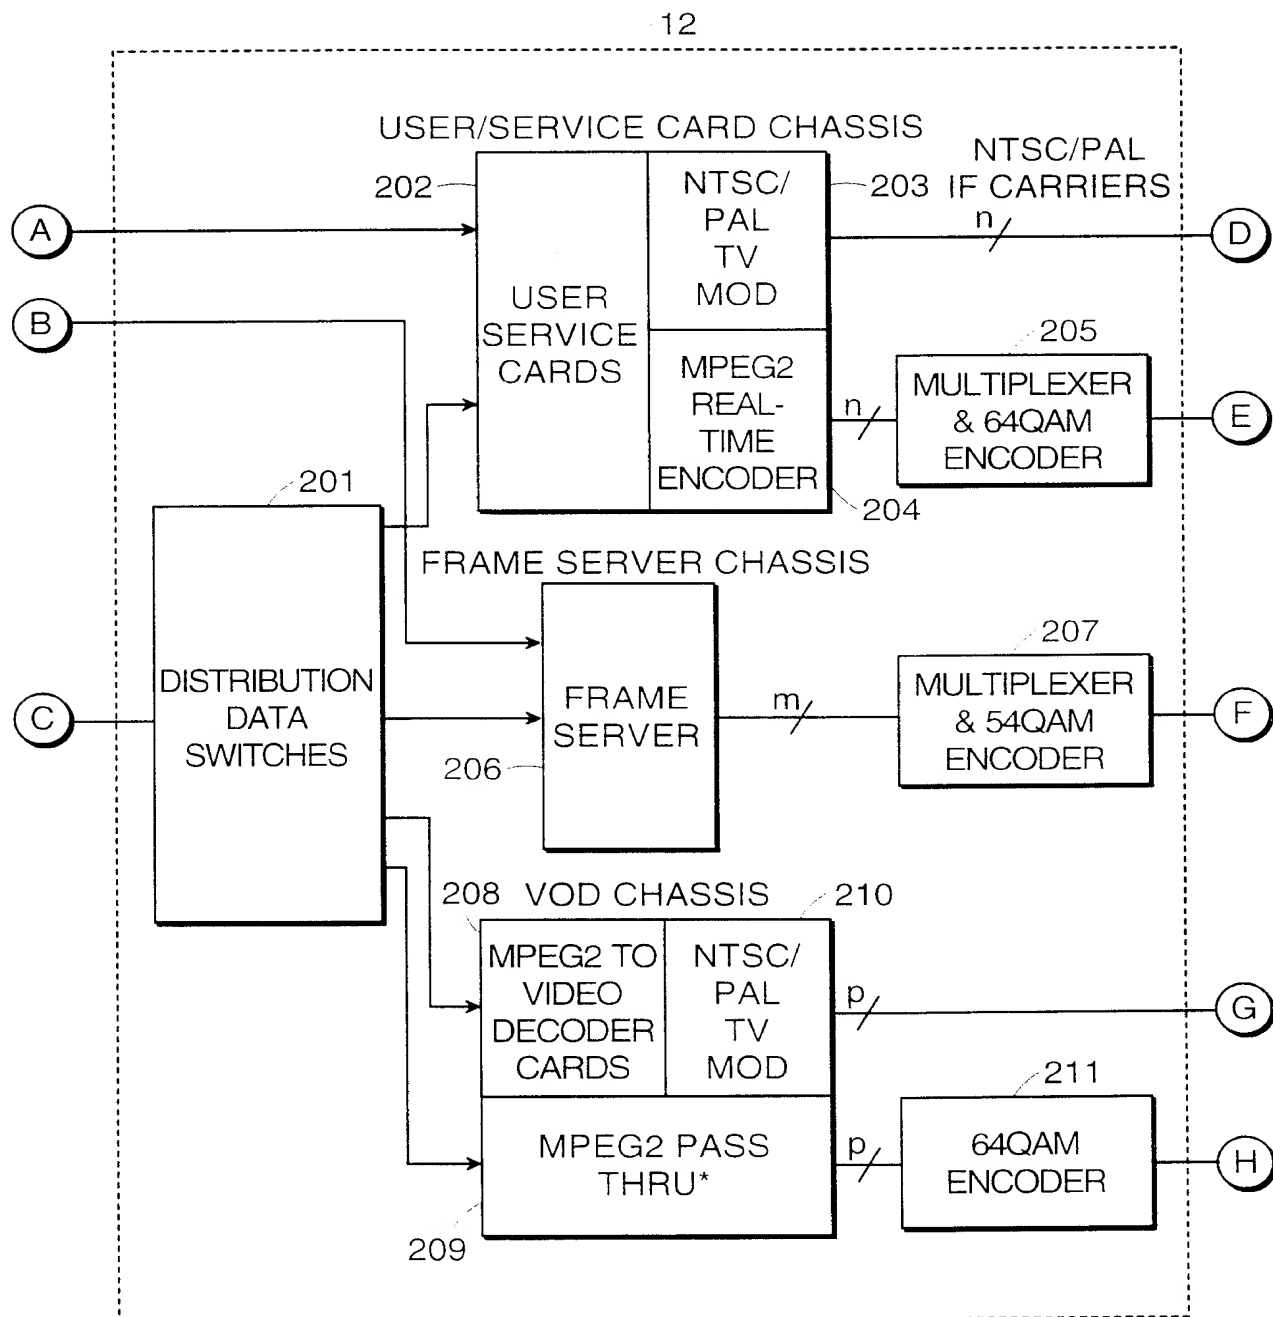 12
USER/SERVICE CARD CHASSIS
NTSC/PAL
IF CARRIERS
202
203
A
B
USER
SERVICE
CARDS
NTSC/
PAL
TV
MOD
n
D
MPEG2
REAL-
TIME
ENCODER
204
n
205
MULTIPLEXER
& 64QAM
ENCODER
E
201
DISTRIBUTION
DATA
SWITCHES
C
FRAME SERVER CHASSIS
FRAME
SERVER
206
m
207
MULTIPLEXER
& 54QAM
ENCODER
F
208
VOD CHASSIS
210
MPEG2 TO
VIDEO
DECODER
CARDS
NTSC/
PAL
TV
MOD
p
G
MPEG2 PASS
THRU*
209
p
211
64QAM
ENCODER
H